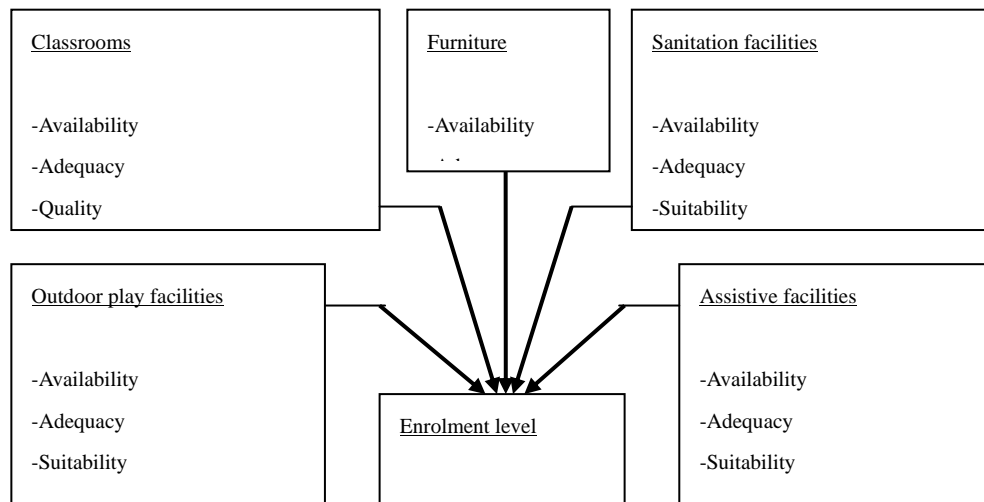 Classrooms
-Availability
-Adequacy
-Quality
Furniture
-Availability
Sanitation facilities
-Availability
-Adequacy
-Suitability
Outdoor play facilities
-Availability
-Adequacy
-Suitability
Enrolment level
Assistive facilities
-Availability
-Adequacy
-Suitability